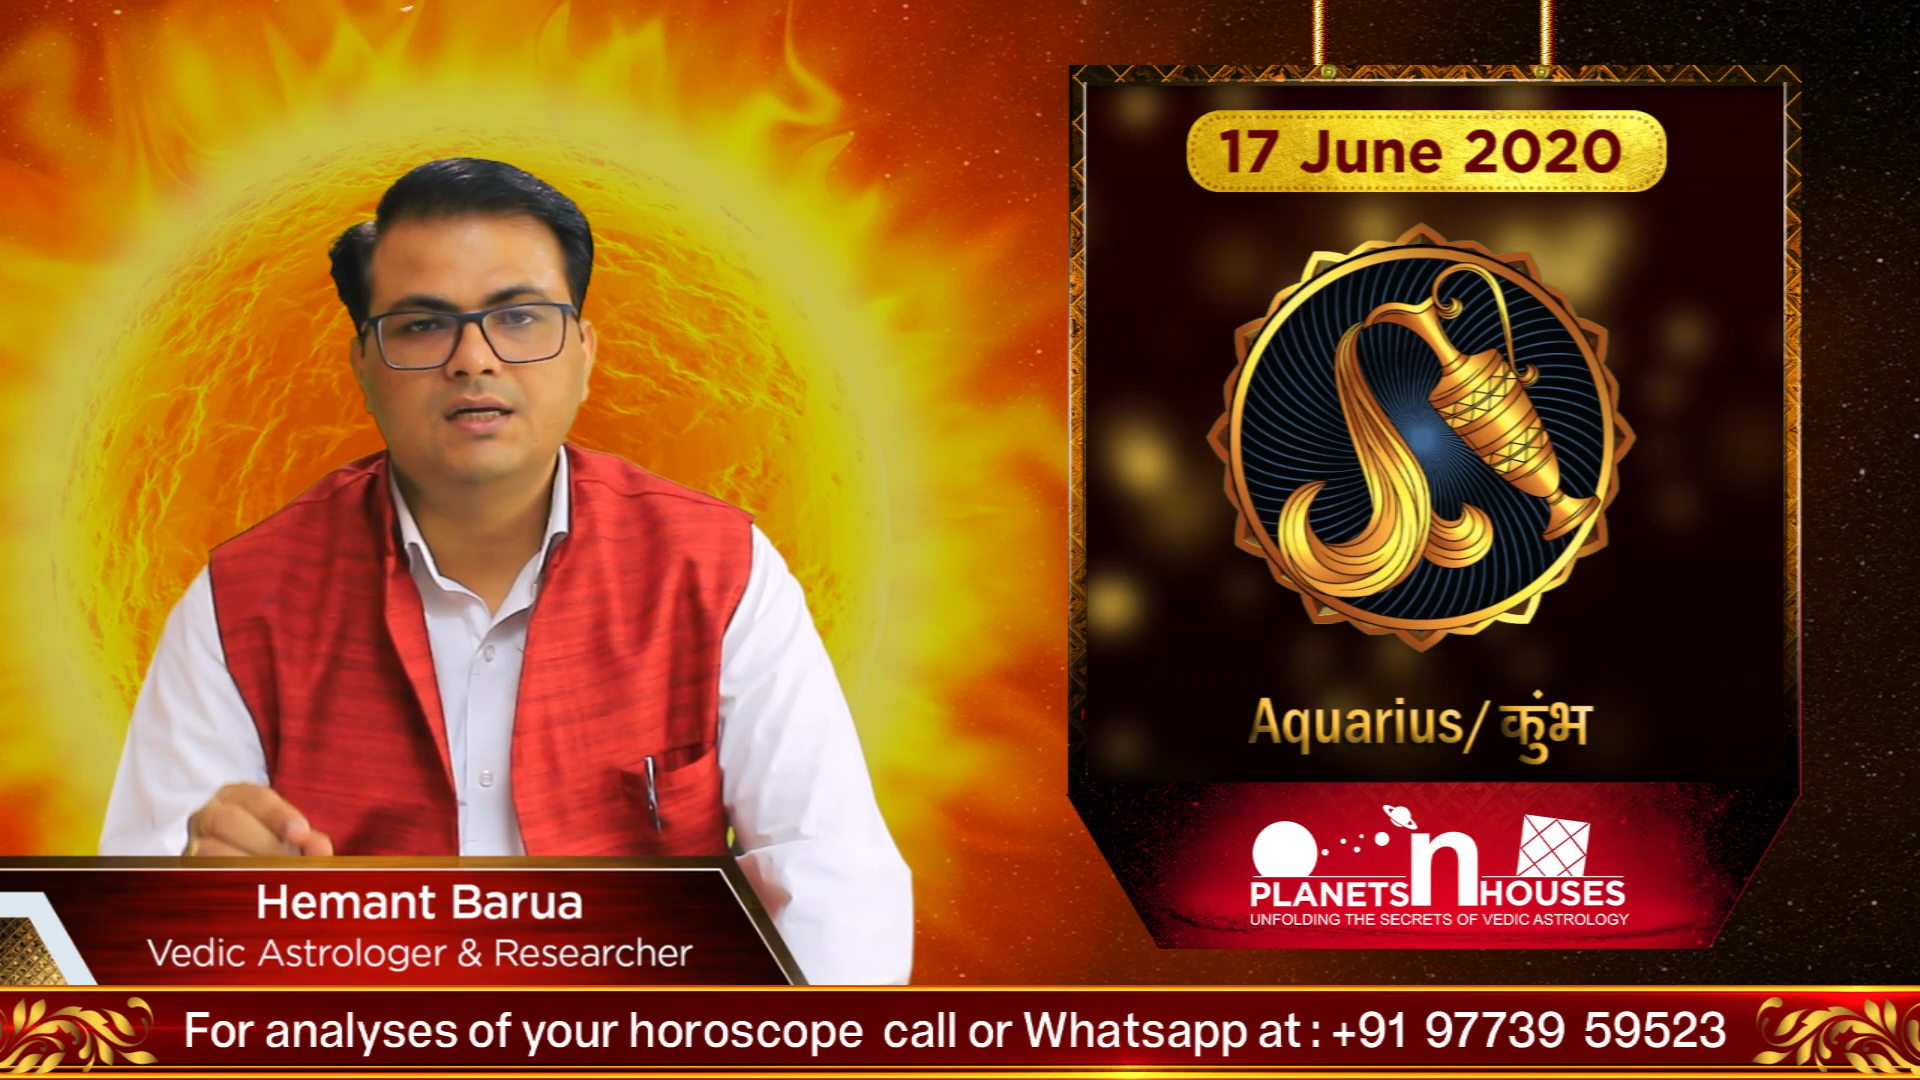 17 June 2020
Aquarius/ कुंभ
PLANETS n HOUSES
UNFOLDING THE SECRETS OF VEDIC ASTROLOGY
Hemant Barua
Vedic Astrologer & Researcher
For analyses of your horoscope call or Whatsapp at : +91 97739 59523